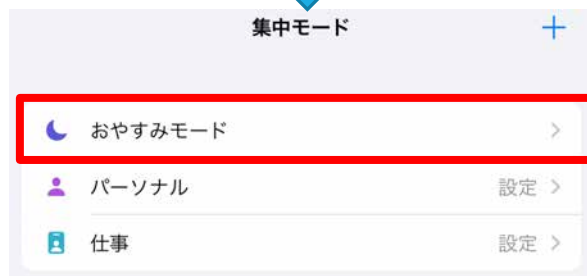 集中モード
おやすみモード
パーソナル 設定
仕事 設定